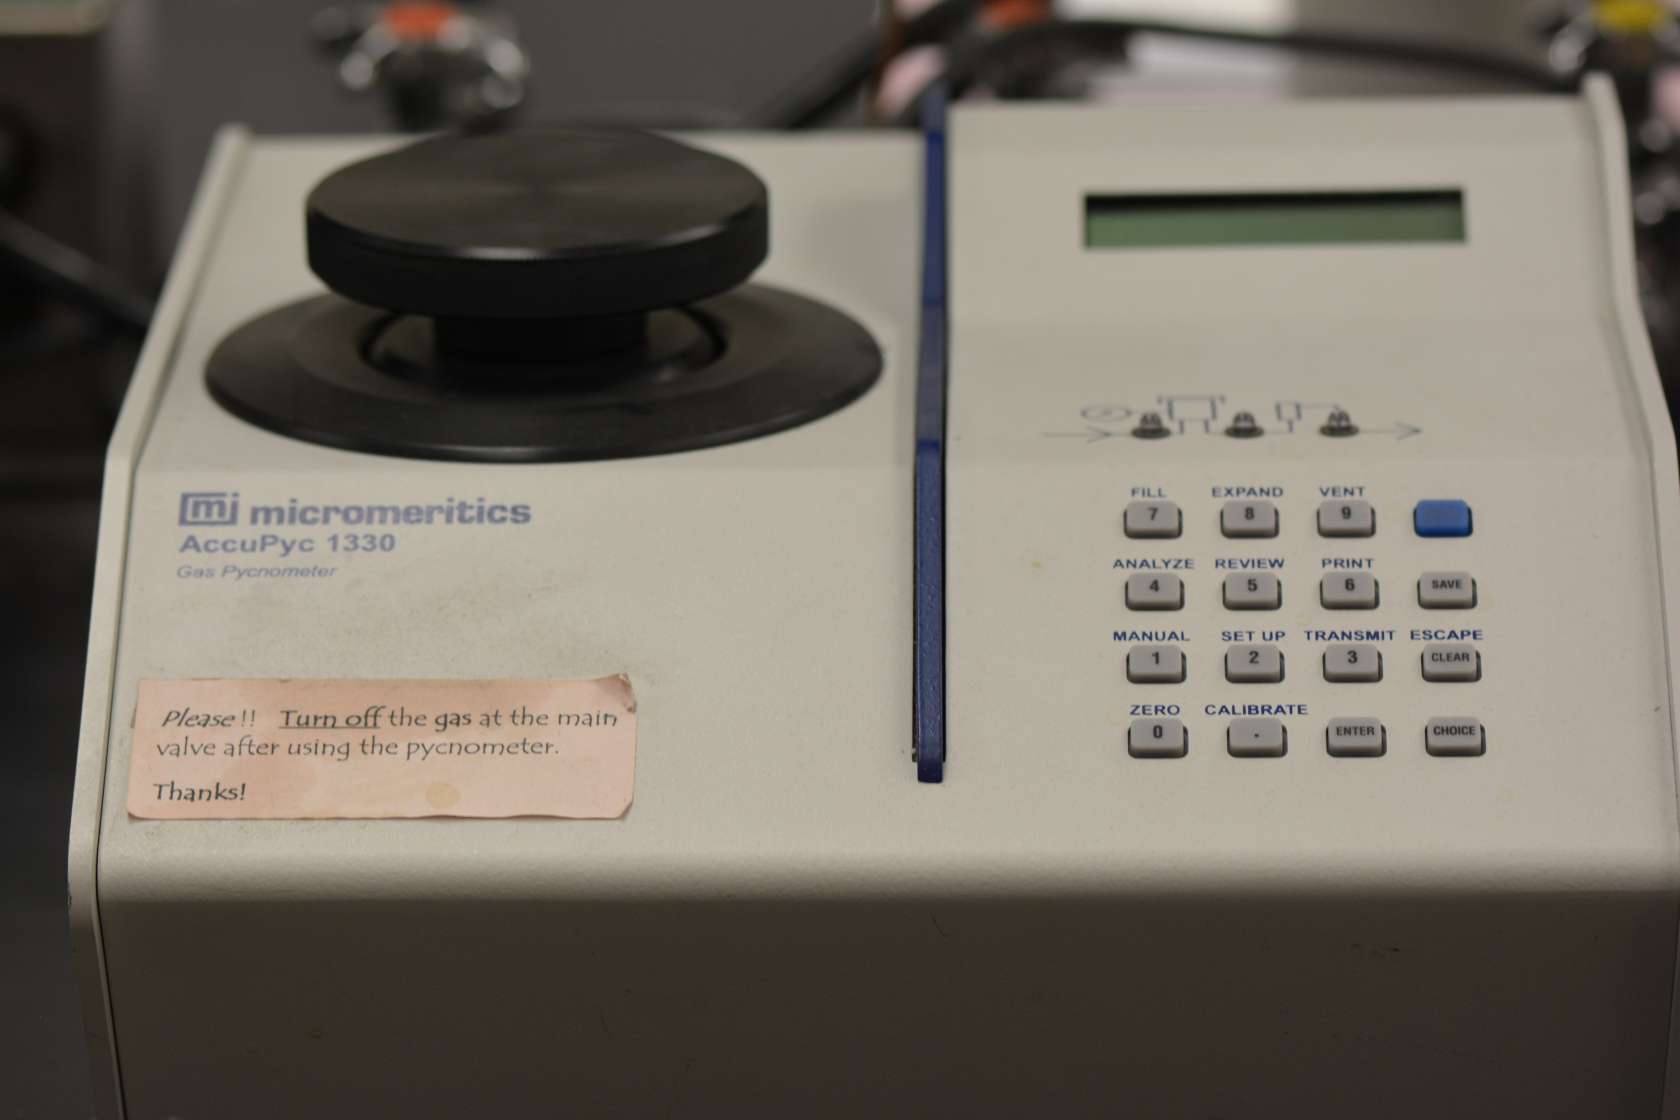 mi micromeritics
AccuPyc 1330
Gas Pycnometer
Please!! Turn off the gas at the main
valve after using the pycnometer.
Thanks!
FILL EXPAND VENT
7 8 9
ANALYZE REVIEW PRINT
4 5 6 SAVE
MANUAL SET UP TRANSMIT ESCAPE
1 2 3 CLEAR
ZERO CALIBRATE
0 . ENTER CHOICE